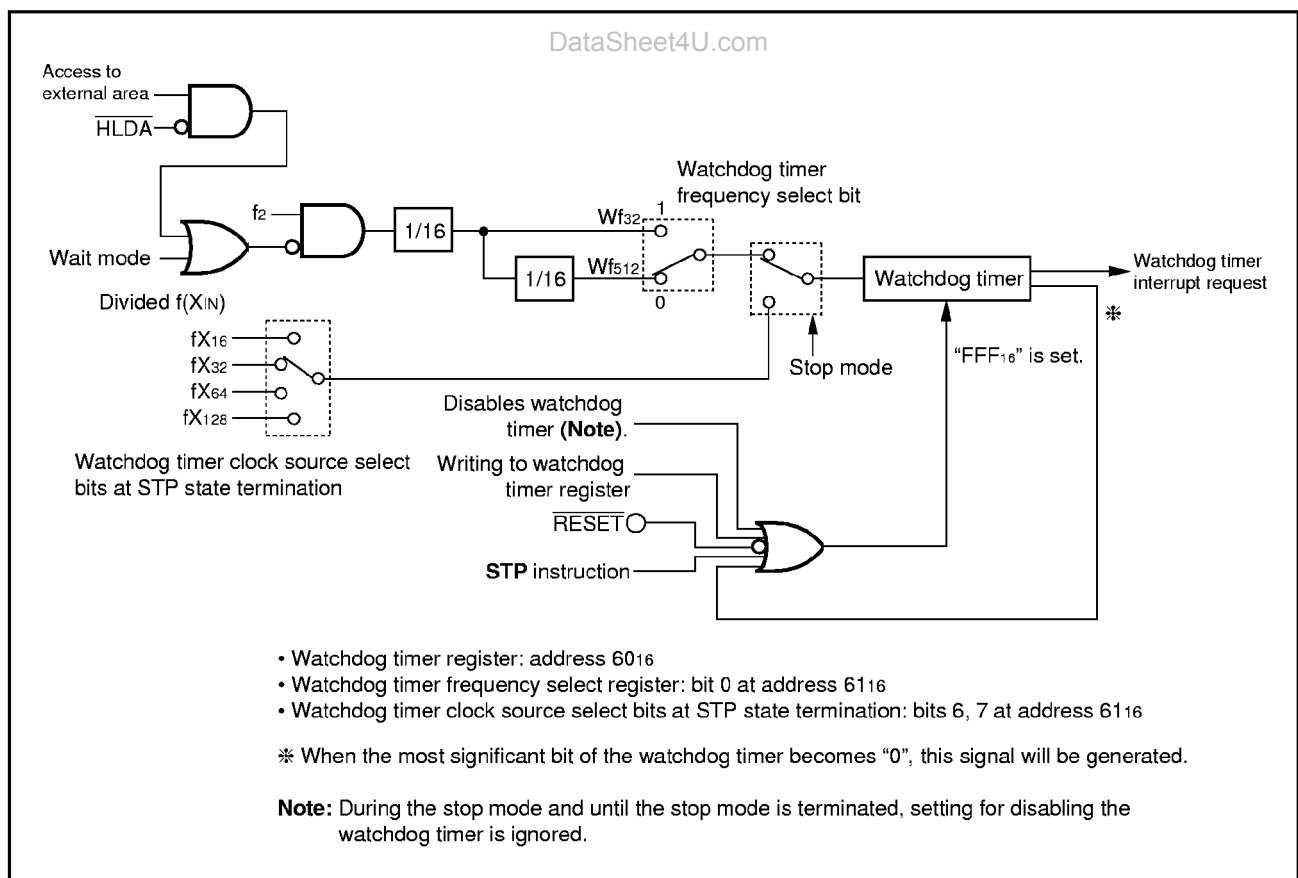 DataSheet4U.com
Access to
external area
HLDA
Watchdog timer
frequency select bit
f2
1/16
Wf32
1
Wait mode
1/16
Wf512
0
Watchdog timer
Watchdog timer
interrupt request
Divided f(XIN)
fX16
fX32
fX64
fX128
Stop mode
“FFF16” is set.
❈
Watchdog timer clock source select
bits at STP state termination
Disables watchdog
timer (Note).
Writing to watchdog
timer register
RESET
STP instruction
• Watchdog timer register: address 6016
• Watchdog timer frequency select register: bit 0 at address 6116
• Watchdog timer clock source select bits at STP state termination: bits 6, 7 at address 6116
❈ When the most significant bit of the watchdog timer becomes “0”, this signal will be generated.
Note: During the stop mode and until the stop mode is terminated, setting for disabling the
watchdog timer is ignored.